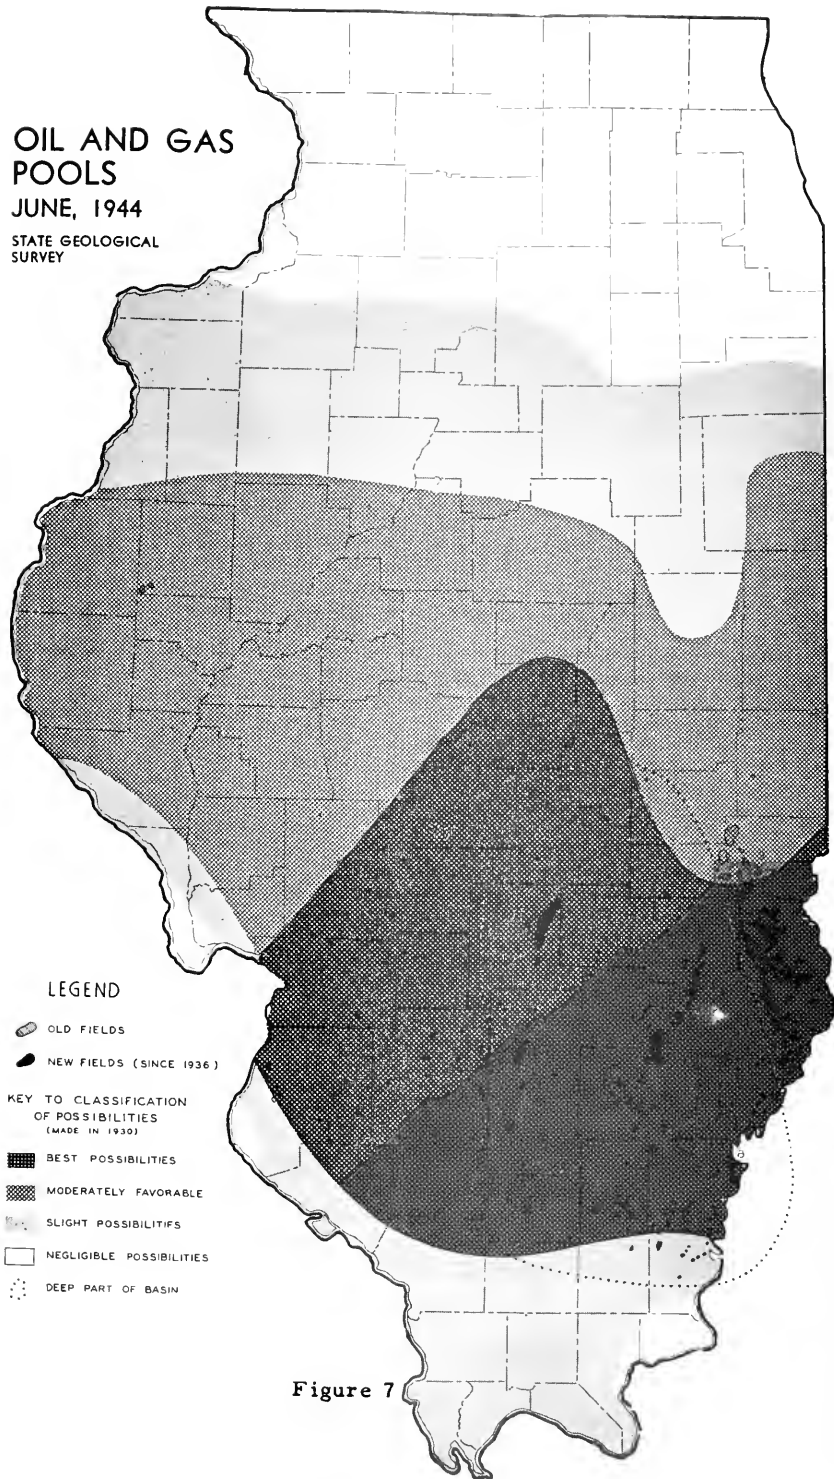 OIL AND GAS
POOLS
JUNE, 1944
STATE GEOLOGICAL
SURVEY
LEGEND
OLD FIELDS
NEW FIELDS (SINCE 1936)
KEY TO CLASSIFICATION
OF POSSIBILITIES
(MADE IN 1930)
BEST POSSIBILITIES
MODERATELY FAVORABLE
SLIGHT POSSIBILITIES
NEGLIGIBLE POSSIBILITIES
DEEP PART OF BASIN
Figure 7